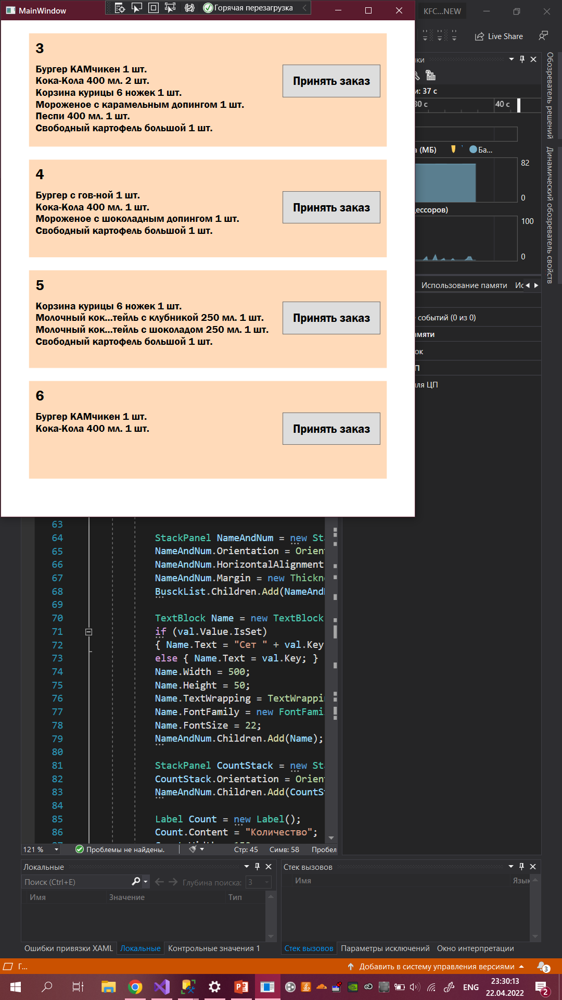 MainWindow
Горячая перезагрузка
KFC...NEW
Live Share
3
Бургер КАМчикен 1 шт.
Кока-Кола 400 мл. 2 шт.
Корзина курицы 6 ножек 1 шт.
Мороженое с карамельным допингом 1 шт.
Песпи 400 мл. 1 шт.
Свободный картофель большой 1 шт.
Принять заказ
4
Бургер с гов-ной 1 шт.
Кока-Кола 400 мл. 1 шт.
Мороженое с шоколадным допингом 1 шт.
Свободный картофель большой 1 шт.
Принять заказ
5
Корзина курицы 6 ножек 1 шт.
Молочный кок...тейль с клубникой 250 мл. 1 шт.
Молочный кок...тейль с шоколадом 250 мл. 1 шт.
Свободный картофель большой 1 шт.
Принять заказ
6
Бургер КАМчикен 1 шт.
Кока-Кола 400 мл. 1 шт.
Принять заказ
ки
и: 37 с
30 с
40 с
а (МБ)
Ба...
82
0
ессоров)
100
0
Использование памяти
Ис
событий (0 из 0)
амяти
ок
П
ля ЦП
Обозреватель решений
Динамический обозреватель свойств
63
64 StackPanel NameAndNum = new St
65 NameAndNum.Orientation = Orien
66 NameAndNum.HorizontalAlignment
67 NameAndNum.Margin = new Thickn
68 BusckList.Children.Add(NameAnd
69
70 TextBlock Name = new TextBlock
71 if (val.Value.IsSet)
72 { Name.Text = "Сет " + val.Key
73 else { Name.Text = val.Key; }
74 Name.Width = 500;
75 Name.Height = 50;
76 Name.TextWrapping = TextWrappi
77 Name.FontFamily = new FontFami
78 Name.FontSize = 22;
79 NameAndNum.Children.Add(Name);
80
81 StackPanel CountStack = new St
82 CountStack.Orientation = Orien
83 NameAndNum.Children.Add(CountS
84
85 Label Count = new Label();
86 Count.Content = "Количество";
121 %
Проблемы не найдены.
Стр: 45
Симв: 58
Пробел
Локальные
Поиск (Ctrl+E)
Глубина поиска: 3
Имя
Значение
Тип
Стек вызовов
Имя
Язык
Ошибки привязки XAML
Локальные
Контрольные значения 1
Стек вызовов
Параметры исключений
Окно интерпретации
Г...
Добавить в систему управления версиями
3
ENG
23:30:13
22.04.2022
2